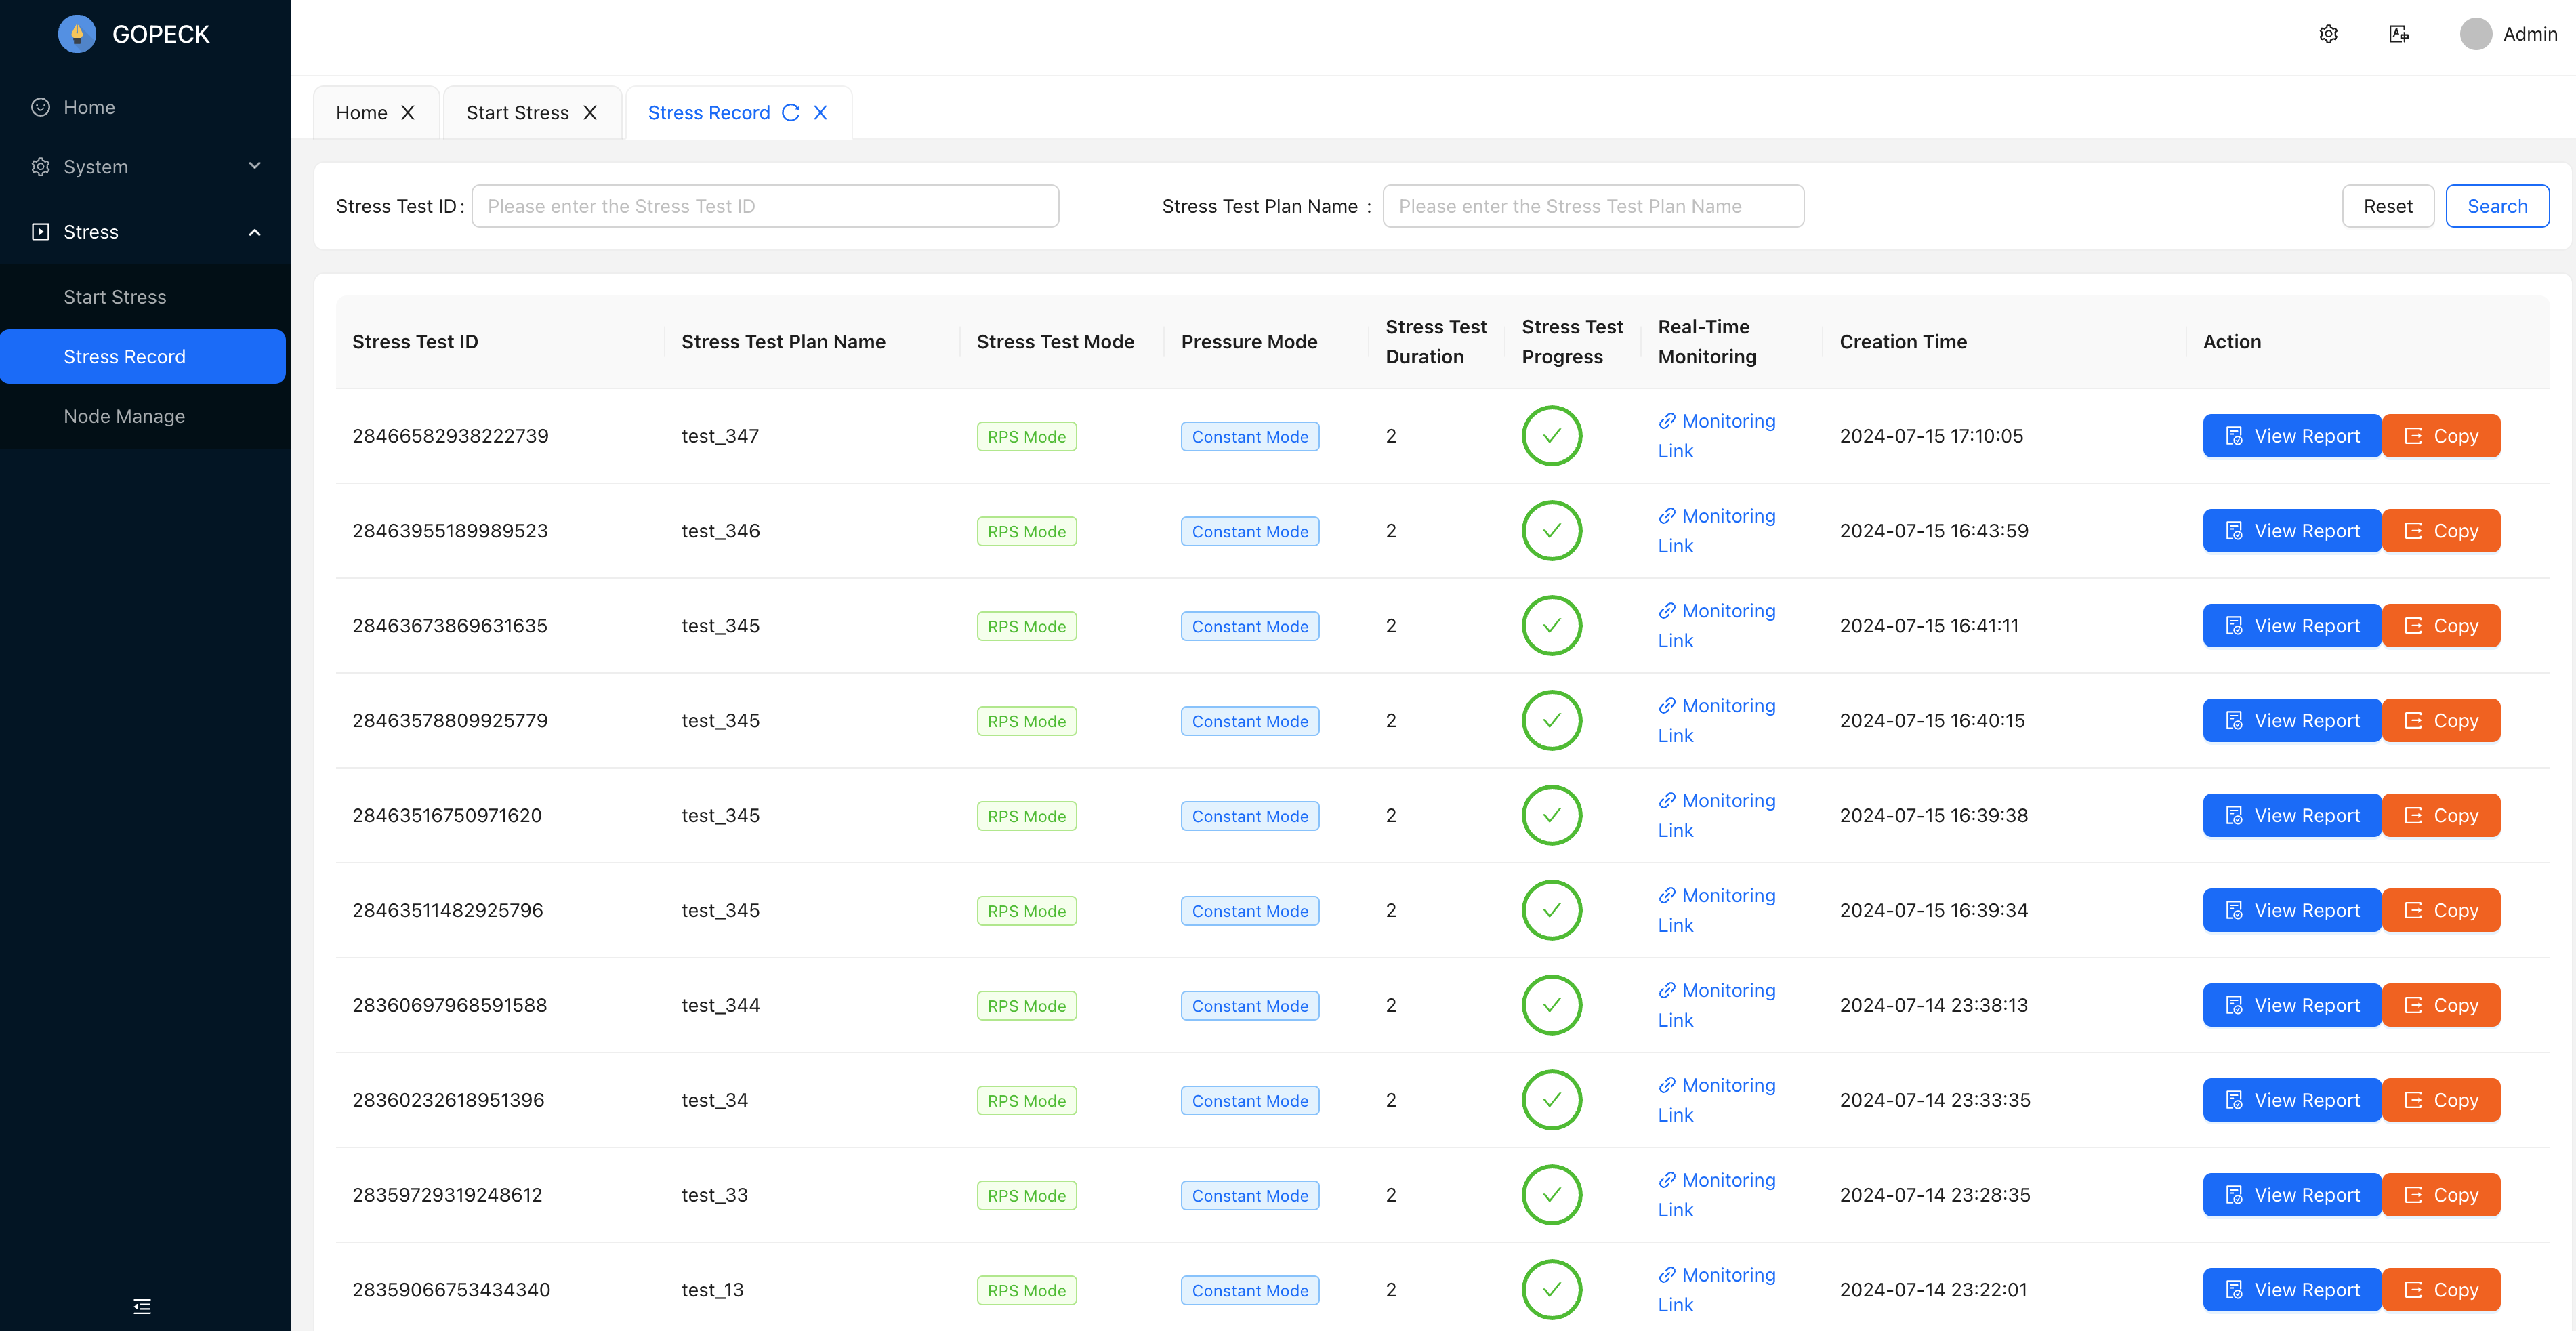 GOPECK
Admin
Home
System
Stress
Start Stress
Stress Record
Node Manage
Home Start Stress Stress Record
Stress Test ID : Please enter the Stress Test ID Stress Test Plan Name : Please enter the Stress Test Plan Name Reset Search
Stress Test ID Stress Test Plan Name Stress Test Mode Pressure Mode Stress Test Duration Stress Test Progress Real-Time Monitoring Creation Time Action
28466582938222739 test_347 RPS Mode Constant Mode 2 Monitoring Link 2024-07-15 17:10:05 View Report Copy
28463955189989523 test_346 RPS Mode Constant Mode 2 Monitoring Link 2024-07-15 16:43:59 View Report Copy
28463673869631635 test_345 RPS Mode Constant Mode 2 Monitoring Link 2024-07-15 16:41:11 View Report Copy
28463578809925779 test_345 RPS Mode Constant Mode 2 Monitoring Link 2024-07-15 16:40:15 View Report Copy
28463516750971620 test_345 RPS Mode Constant Mode 2 Monitoring Link 2024-07-15 16:39:38 View Report Copy
28463511482925796 test_345 RPS Mode Constant Mode 2 Monitoring Link 2024-07-15 16:39:34 View Report Copy
28360697968591588 test_344 RPS Mode Constant Mode 2 Monitoring Link 2024-07-14 23:38:13 View Report Copy
28360232618951396 test_34 RPS Mode Constant Mode 2 Monitoring Link 2024-07-14 23:33:35 View Report Copy
28359729319248612 test_33 RPS Mode Constant Mode 2 Monitoring Link 2024-07-14 23:28:35 View Report Copy
28359066753434340 test_13 RPS Mode Constant Mode 2 Monitoring Link 2024-07-14 23:22:01 View Report Copy